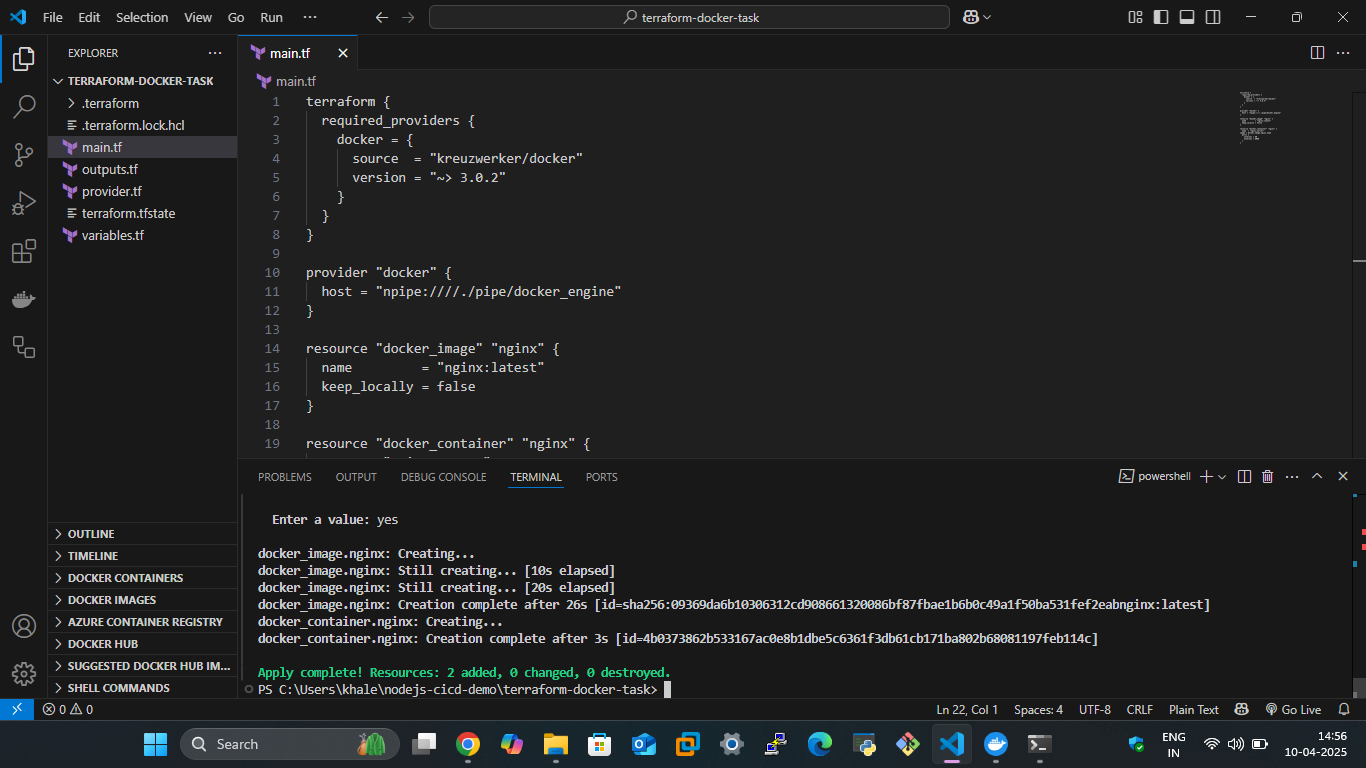 File Edit Selection View Go Run ···
terraform-docker-task
EXPLORER
TERRAFORM-DOCKER-TASK
.terraform
.terraform.lock.hcl
main.tf
outputs.tf
provider.tf
terraform.tfstate
variables.tf
OUTLINE
TIMELINE
DOCKER CONTAINERS
DOCKER IMAGES
AZURE CONTAINER REGISTRY
DOCKER HUB
SUGGESTED DOCKER HUB IM...
SHELL COMMANDS
main.tf
main.tf
1 terraform {
2 required_providers {
3 docker = {
4 source  = "kreuzwerker/docker"
5 version = "~> 3.0.2"
6 }
7 }
8 }
9
10 provider "docker" {
11 host = "npipe:////./pipe/docker_engine"
12 }
13
14 resource "docker_image" "nginx" {
15 name         = "nginx:latest"
16 keep_locally = false
17 }
18
19 resource "docker_container" "nginx" {
PROBLEMS OUTPUT DEBUG CONSOLE TERMINAL PORTS
powershell
Enter a value: yes
docker_image.nginx: Creating...
docker_image.nginx: Still creating... [10s elapsed]
docker_image.nginx: Still creating... [20s elapsed]
docker_image.nginx: Creation complete after 26s [id=sha256:09369da6b10306312cd908661320086bf87fbae1b6b0c49a1f50ba531fef2eabnginx:latest]
docker_container.nginx: Creating...
docker_container.nginx: Creation complete after 3s [id=4b0373862b533167ac0e8b1dbe5c6361f3db61cb171ba802b68081197feb114c]
Apply complete! Resources: 2 added, 0 changed, 0 destroyed.
PS C:\Users\khale\nodejs-cicd-demo\terraform-docker-task>
0 0
Ln 22, Col 1 Spaces: 4 UTF-8 CRLF Plain Text Go Live
Search
ENG
IN
14:56
10-04-2025